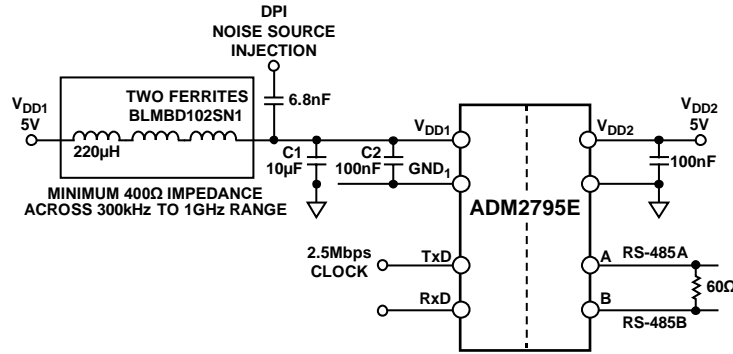 DPI
NOISE SOURCE
INJECTION
TWO FERRITES
BLMBD102SN1
6.8nF
VDD1
5V
220µH
MINIMUM 400Ω IMPEDANCE
ACROSS 300kHz TO 1GHz RANGE
C1
10µF
C2
100nF
VDD1
GND1
ADM2795E
VDD2
VDD2
5V
100nF
2.5Mbps
CLOCK
TxD
RxD
A
RS-485A
60Ω
B
RS-485B